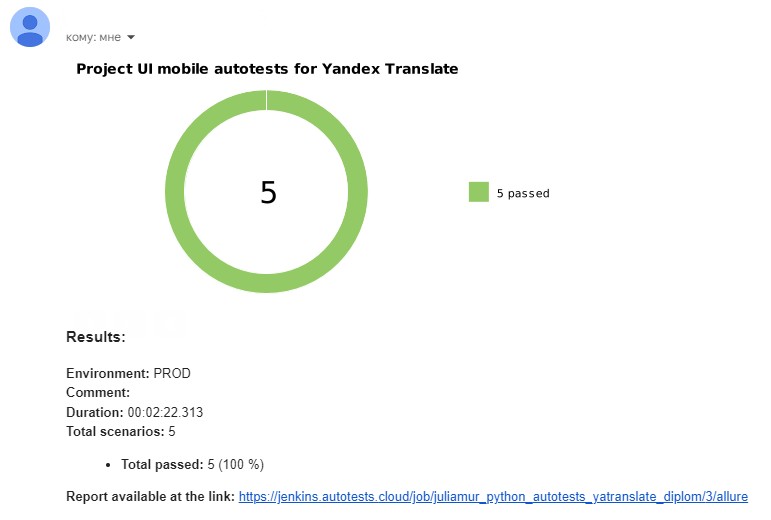 кому: мне
Project UI mobile autotests for Yandex Translate
5
5 passed
Results:
Environment: PROD
Comment:
Duration: 00:02:22.313
Total scenarios: 5
• Total passed: 5 (100 %)
Report available at the link: https://jenkins.autotests.cloud/job/juliamur_python_autotests_yatranslate_diplom/3/allure